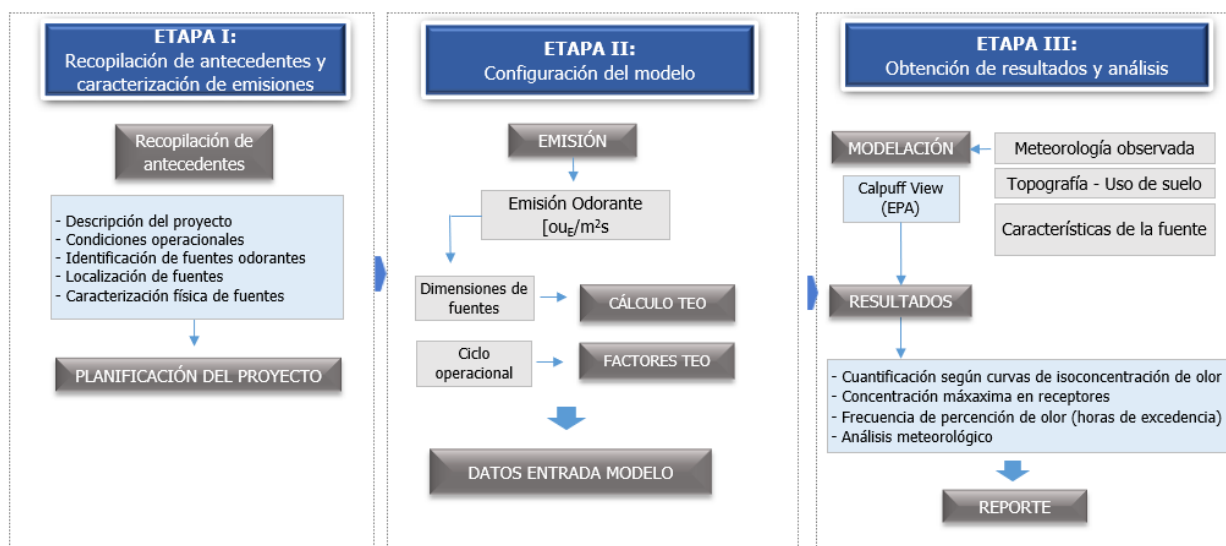 ETAPA I:
Recopilación de antecedentes y
caracterización de emisiones
Recopilación de
antecedentes
- Descripción del proyecto
- Condiciones operacionales
- Identificación de fuentes odorantes
- Localización de fuentes
- Caracterización física de fuentes
PLANIFICACIÓN DEL PROYECTO
ETAPA II:
Configuración del modelo
EMISIÓN
Emisión Odorante
[ouE/m²s
Dimensiones de
fuentes
CÁLCULO TEO
Ciclo
operacional
FACTORES TEO
DATOS ENTRADA MODELO
ETAPA III:
Obtención de resultados y análisis
MODELACIÓN
Meteorología observada
Topografía - Uso de suelo
Características de la fuente
Calpuff View
(EPA)
RESULTADOS
- Cuantificación según curvas de isoconcentración de olor
- Concentración máxaxima en receptores
- Frecuencia de percención de olor (horas de excedencia)
- Análisis meteorológico
REPORTE